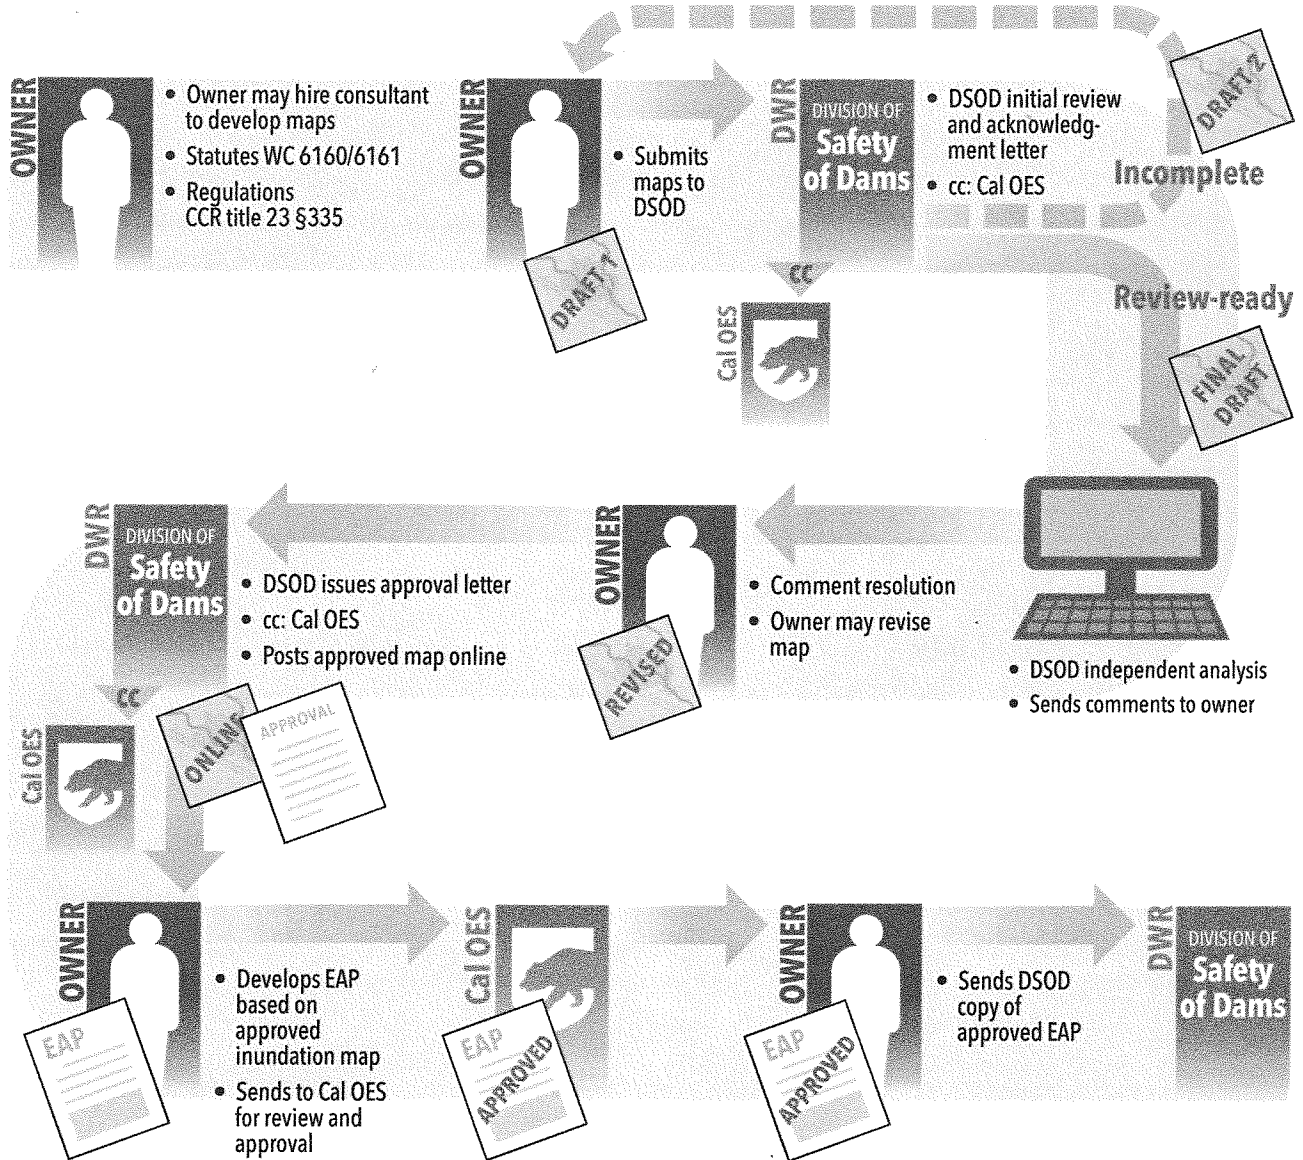 OWNER
• Owner may hire consultant
to develop maps
• Statutes WC 6160/6161
• Regulations
CCR title 23 §335
OWNER
DRAFT 1
• Submits
maps to
DSOD
DWR
DIVISION OF
Safety
of Dams
• DSOD initial review
and acknowledg-
ment letter
• cc: Cal OES
DRAFT 2
Incomplete
cc
Cal OES
Review-ready
FINAL
DRAFT
• DSOD independent analysis
• Sends comments to owner
OWNER
REVISED
• Comment resolution
• Owner may revise
map
DWR
DIVISION OF
Safety
of Dams
• DSOD issues approval letter
• cc: Cal OES
• Posts approved map online
cc
Cal OES
ONLINE
APPROVAL
OWNER
EAP
• Develops EAP
based on
approved
inundation map
• Sends to Cal OES
for review and
approval
Cal OES
EAP
APPROVED
OWNER
EAP
APPROVED
• Sends DSOD
copy of
approved EAP
DWR
DIVISION OF
Safety
of Dams